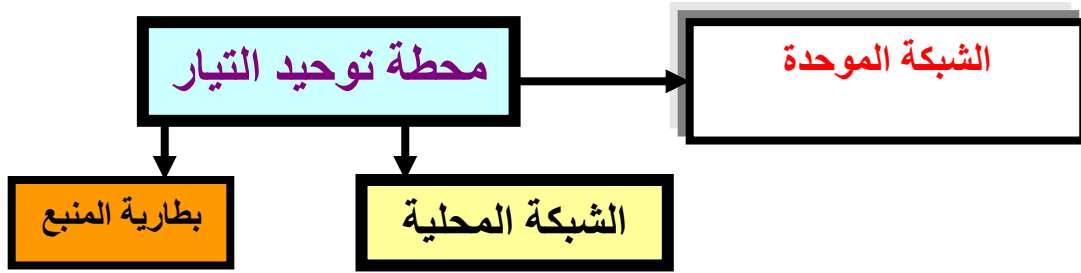 محطة توحيد التيار
الشبكة الموحدة
الشبكة المحلية
بطارية المنبع